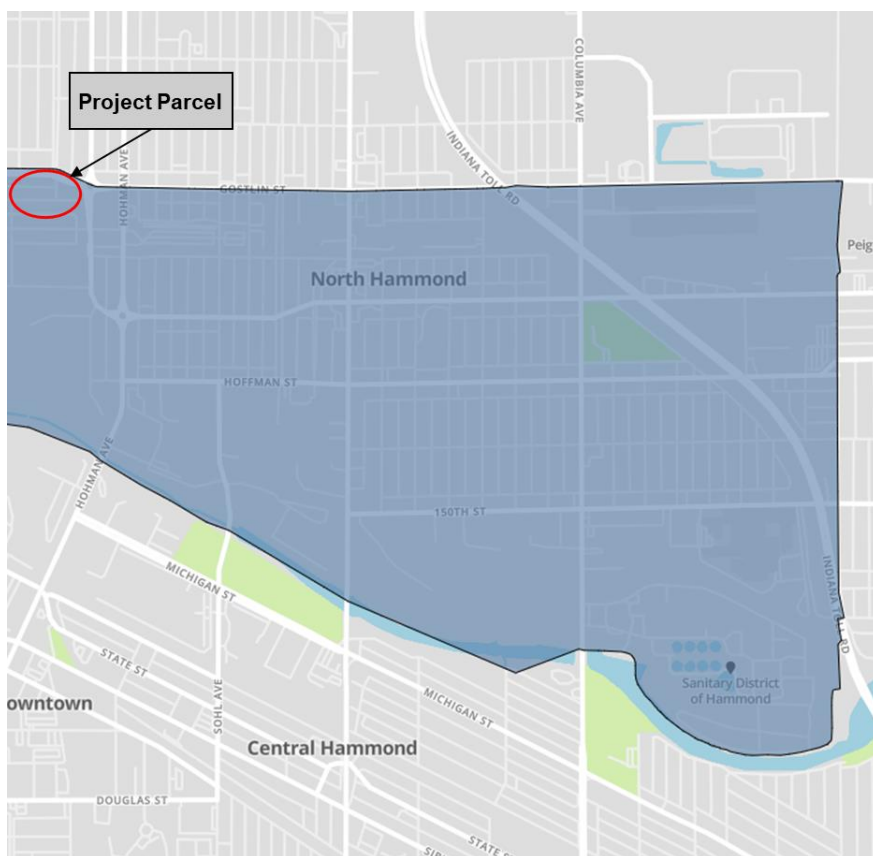 COLUMBIA AVE
Project Parcel
HOHMAN AVE
INDIANA TOLL RD
GOSTLIN ST
Peig
North Hammond
HOFFMAN ST
HOHMAN AVE
150TH ST
MICHIGAN ST
INDIANA TOLL RD
STATE ST
Sanitary District
of Hammond
owntown
SOHL AVE
MICHIGAN ST
Central Hammond
DOUGLAS ST
STATE ST